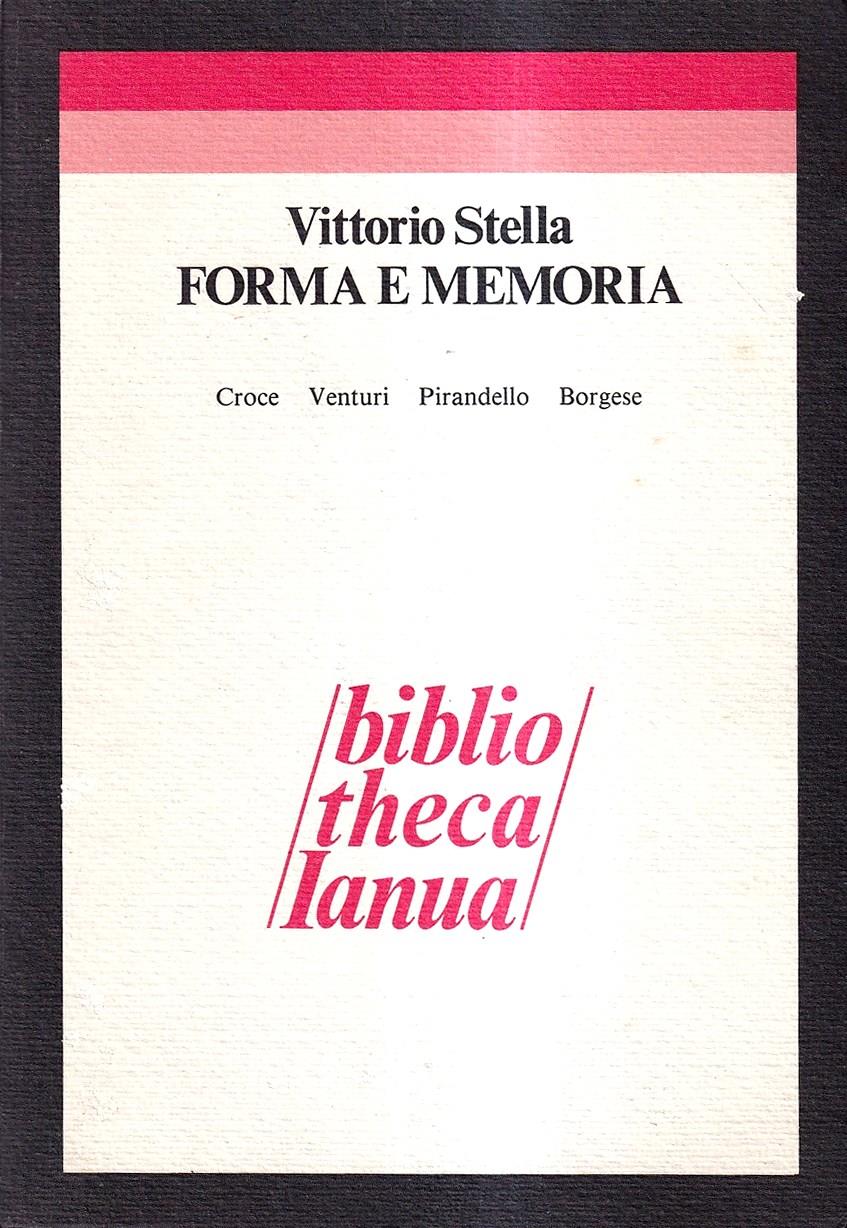 Vittorio Stella
FORMA E MEMORIA
Croce Venturi Pirandello Borgese
biblio
theca
Ianua